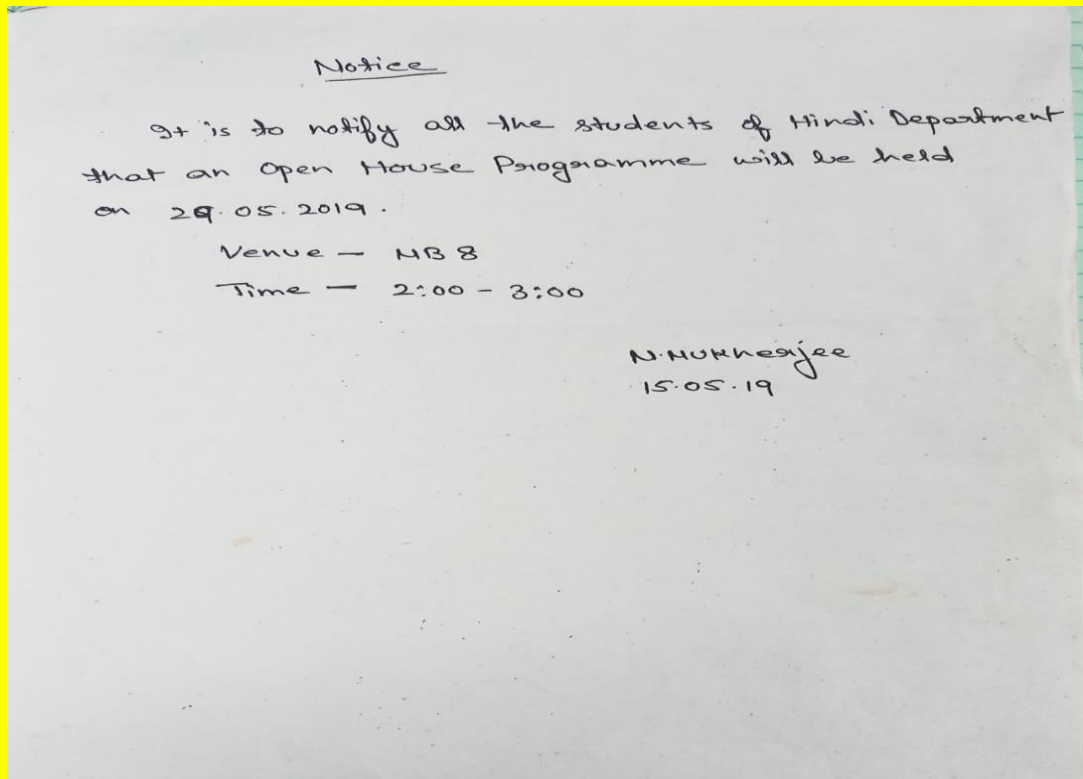 Notice
It is to notify all the students of Hindi Department
that an Open House Programme will be held
on 29.05.2019.
Venue — NB 8
Time — 2:00 - 3:00
N. Mukherjee
15.05.19